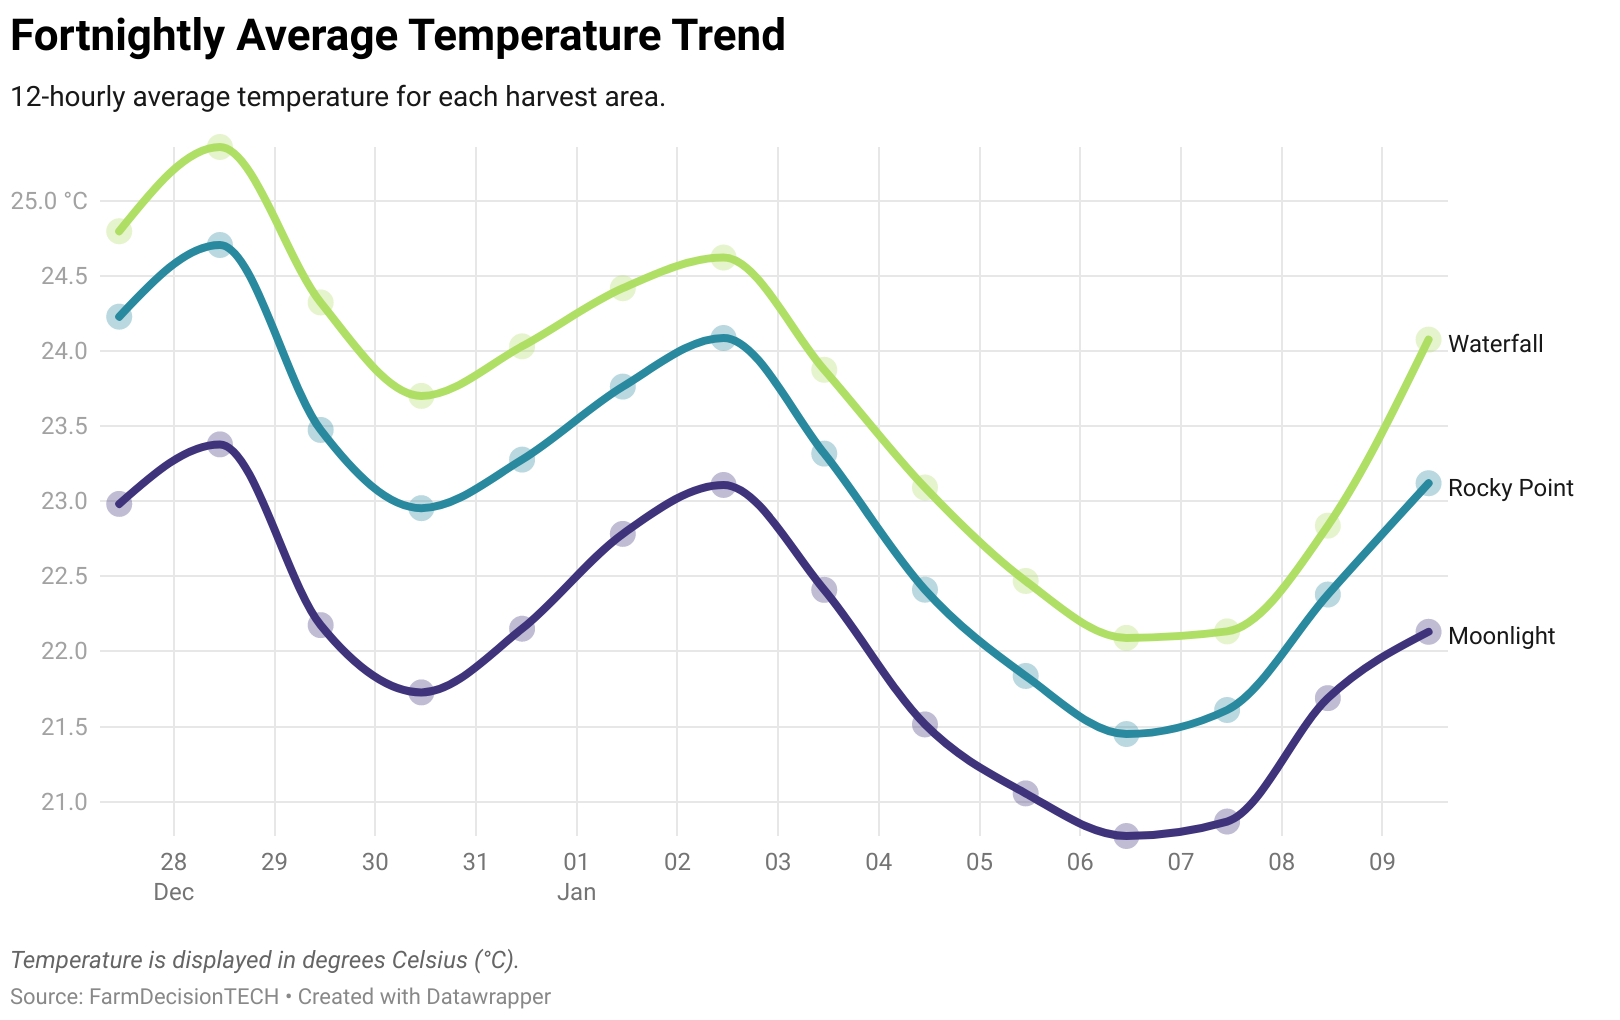 Fortnightly Average Temperature Trend
12-hourly average temperature for each harvest area.
25.0 °C
24.5
24.0
23.5
23.0
22.5
22.0
21.5
21.0
Waterfall
Rocky Point
Moonlight
28 29 30 31 01 02 03 04 05 06 07 08 09
Dec Jan
Temperature is displayed in degrees Celsius (°C).
Source: FarmDecisionTECH • Created with Datawrapper